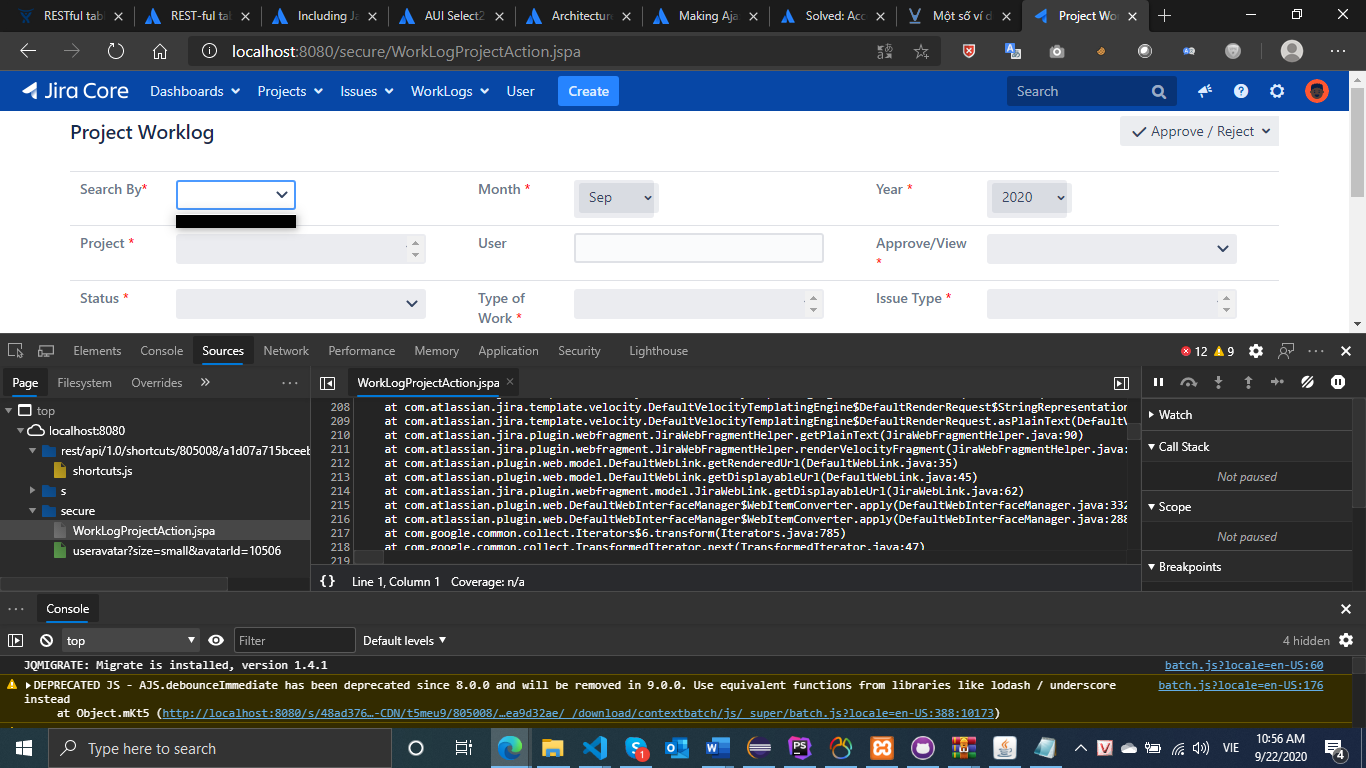 RESTful tab
REST-ful tab
Including Ja
AUI Select2
Architecture
Making Aja
Solved: Acc
Một số ví d
Project Wor
localhost:8080/secure/WorkLogProjectAction.jspa
Jira Core
Dashboards
Projects
Issues
WorkLogs
User
Create
Search
Project Worklog
Approve / Reject
Search By*
Month *
Sep
Year *
2020
Project *
User
Approve/View
*
Status *
Type of
Work *
Issue Type *
Elements
Console
Sources
Network
Performance
Memory
Application
Security
Lighthouse
12
9
Page
Filesystem
Overrides
WorkLogProjectAction.jspa
top
localhost:8080
rest/api/1.0/shortcuts/805008/a1d07a715bceeb
shortcuts.js
s
secure
WorkLogProjectAction.jspa
useravatar?size=small&avatarId=10506
208 at com.atlassian.jira.template.velocity.DefaultVelocityTemplatingEngine$DefaultRenderRequest$StringRepresentation
209 at com.atlassian.jira.template.velocity.DefaultVelocityTemplatingEngine$DefaultRenderRequest.asPlainText(DefaultV
210 at com.atlassian.jira.plugin.webfragment.JiraWebFragmentHelper.getPlainText(JiraWebFragmentHelper.java:90)
211 at com.atlassian.jira.plugin.webfragment.JiraWebFragmentHelper.renderVelocityFragment(JiraWebFragmentHelper.java:
212 at com.atlassian.plugin.web.model.DefaultWebLink.getRenderedUrl(DefaultWebLink.java:35)
213 at com.atlassian.plugin.web.model.DefaultWebLink.getDisplayableUrl(DefaultWebLink.java:45)
214 at com.atlassian.jira.plugin.webfragment.model.JiraWebLink.getDisplayableUrl(JiraWebLink.java:62)
215 at com.atlassian.plugin.web.DefaultWebInterfaceManager$WebItemConverter.apply(DefaultWebInterfaceManager.java:332
216 at com.atlassian.plugin.web.DefaultWebInterfaceManager$WebItemConverter.apply(DefaultWebInterfaceManager.java:288
217 at com.google.common.collect.Iterators$6.transform(Iterators.java:785)
218 at com.google.common.collect.TransformedIterator.next(TransformedIterator.java:47)
219
{} Line 1, Column 1 Coverage: n/a
Watch
Call Stack
Not paused
Scope
Not paused
Breakpoints
Console
top
Filter
Default levels
4 hidden
JQMIGRATE: Migrate is installed, version 1.4.1
batch.js?locale=en-US:60
DEPRECATED JS - AJS.debounceImmediate has been deprecated since 8.0.0 and will be removed in 9.0.0. Use equivalent functions from libraries like lodash / underscore
batch.js?locale=en-US:176
instead
at Object.mKt5 (http://localhost:8080/s/48ad376…-CDN/t5meu9/805008/…ea9d32ae/_/download/contextbatch/js/_super/batch.js?locale=en-US:388:10173)
Type here to search
VIE
10:56 AM
9/22/2020
4